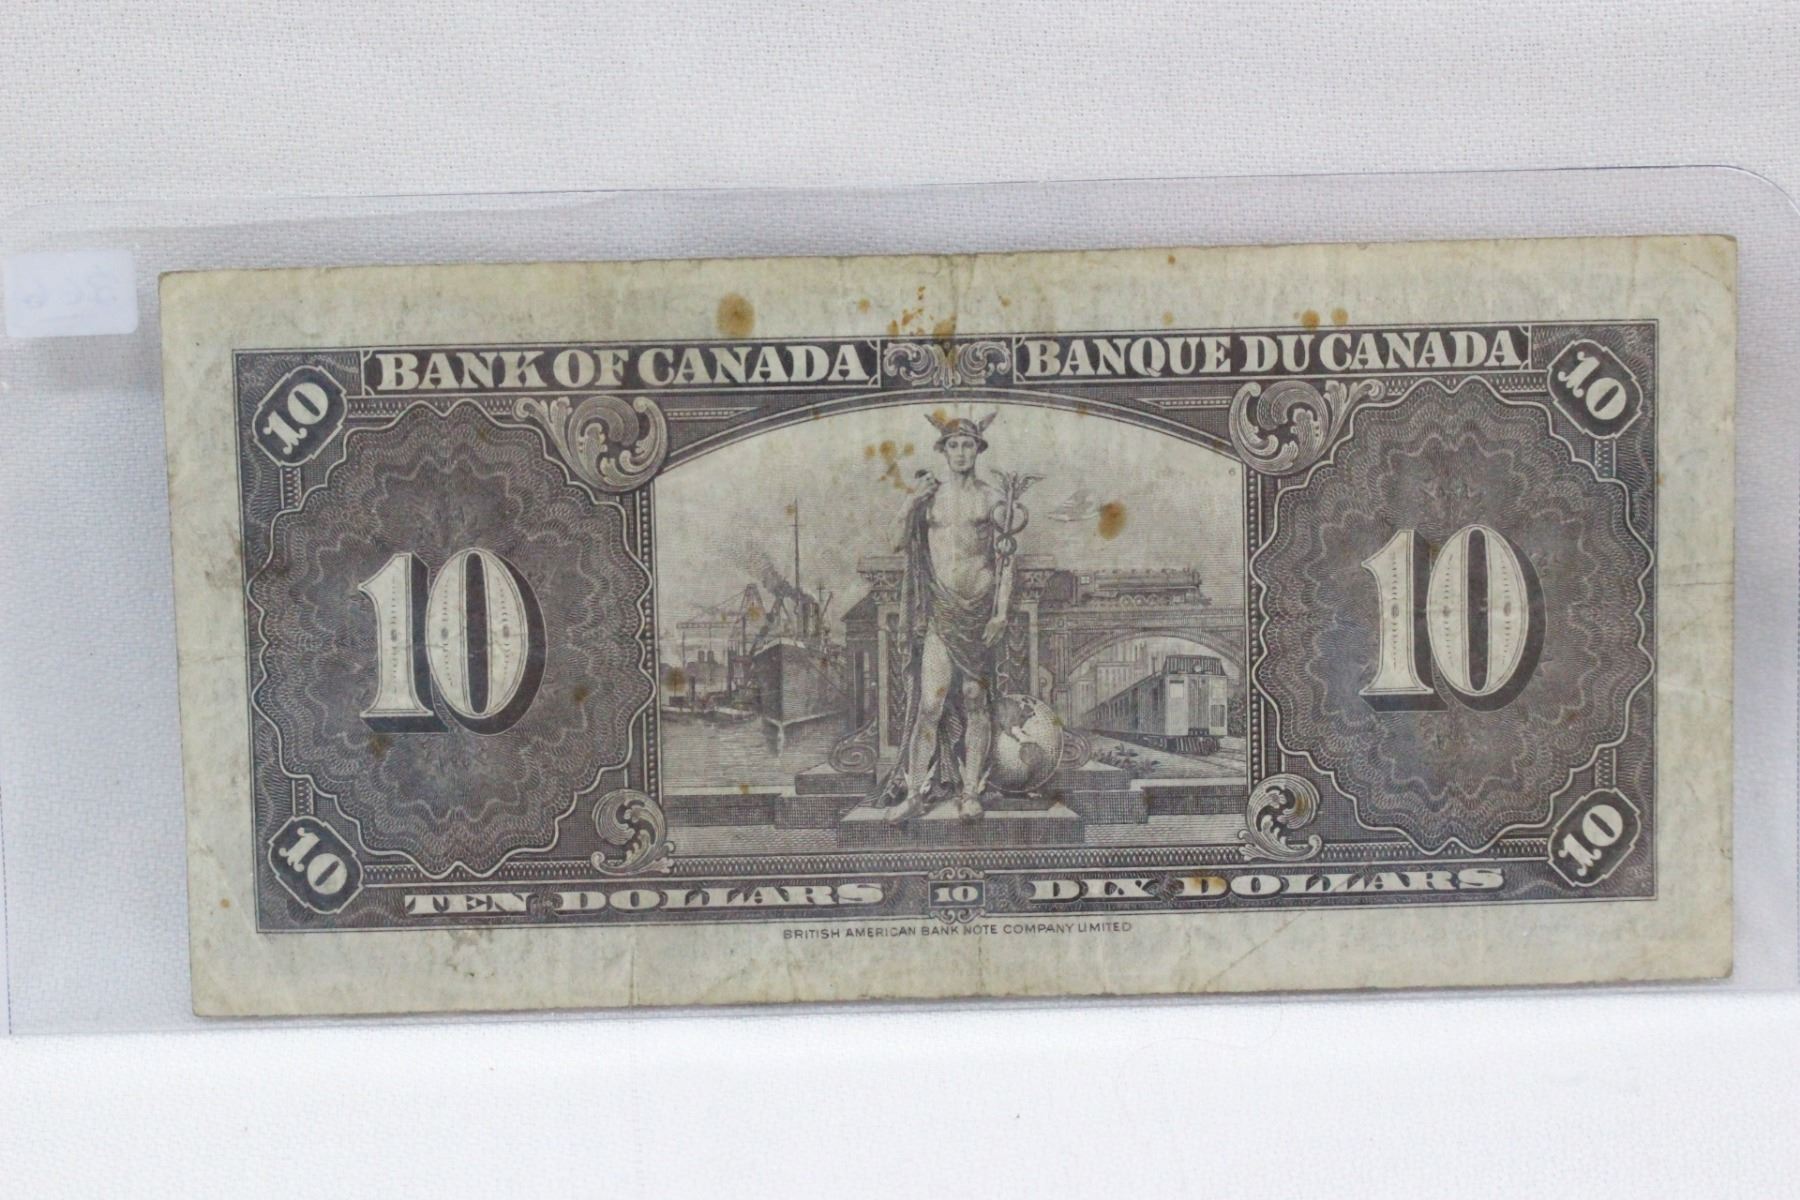 BANK OF CANADA BANQUE DU CANADA
10 10
6
10 10
10 10
TEN DOLLARS 10 DIX DOLLARS
BRITISH AMERICAN BANK NOTE COMPANY LIMITED